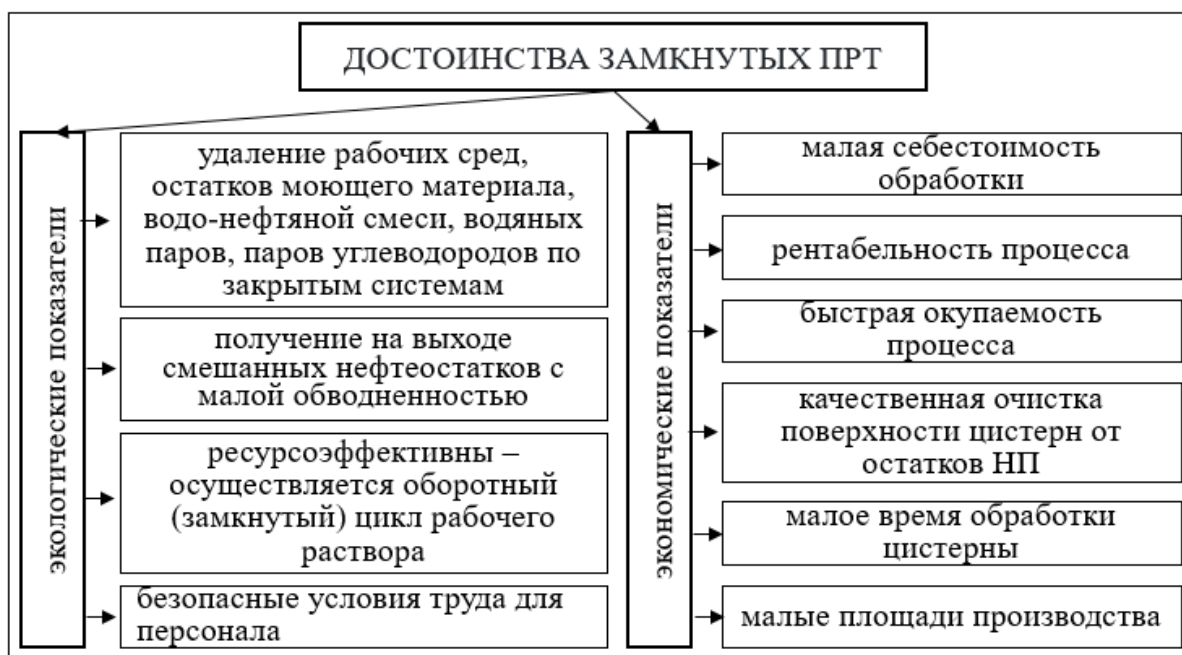 ДОСТОИНСТВА ЗАМКНУТЫХ ПРТ
экологические показатели
удаление рабочих сред,
остатков моющего материала,
водо-нефтяной смеси, водяных
паров, паров углеводородов по
закрытым системам
получение на выходе
смешанных нефтеостатков с
малой обводненностью
ресурсоэффективны –
осуществляется оборотный
(замкнутый) цикл рабочего
раствора
безопасные условия труда для
персонала
экономические показатели
малая себестоимость
обработки
рентабельность процесса
быстрая окупаемость
процесса
качественная очистка
поверхности цистерн от
остатков НП
малое время обработки
цистерны
малые площади производства